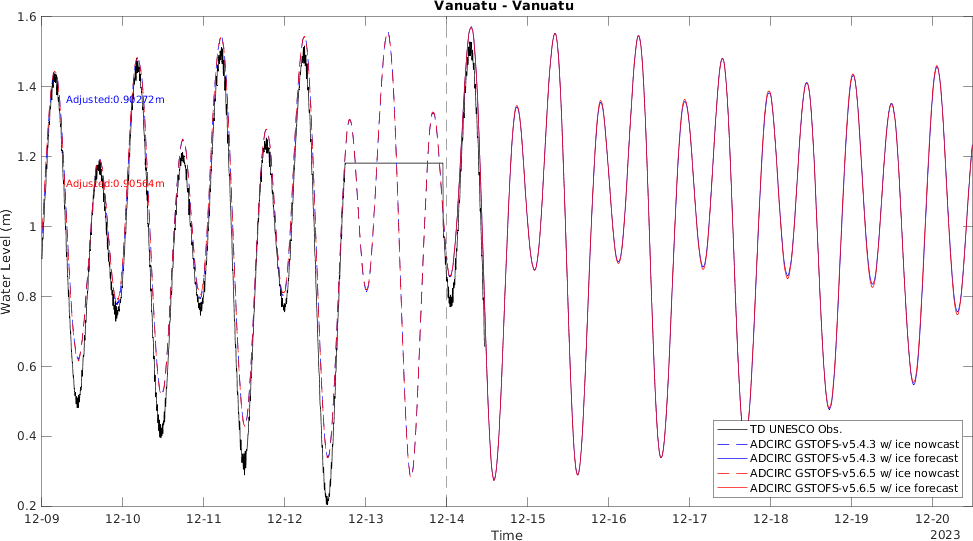 Vanuatu - Vanuatu
1.6
1.4
1.2
1
0.8
0.6
0.4
0.2
Water Level (m)
Adjusted:0.90272m
Adjusted:0.90564m
TD UNESCO Obs.
ADCIRC GSTOFS-v5.4.3 w/ ice nowcast
ADCIRC GSTOFS-v5.4.3 w/ ice forecast
ADCIRC GSTOFS-v5.6.5 w/ ice nowcast
ADCIRC GSTOFS-v5.6.5 w/ ice forecast
12-09 12-10 12-11 12-12 12-13 12-14 12-15 12-16 12-17 12-18 12-19 12-20
2023
Time